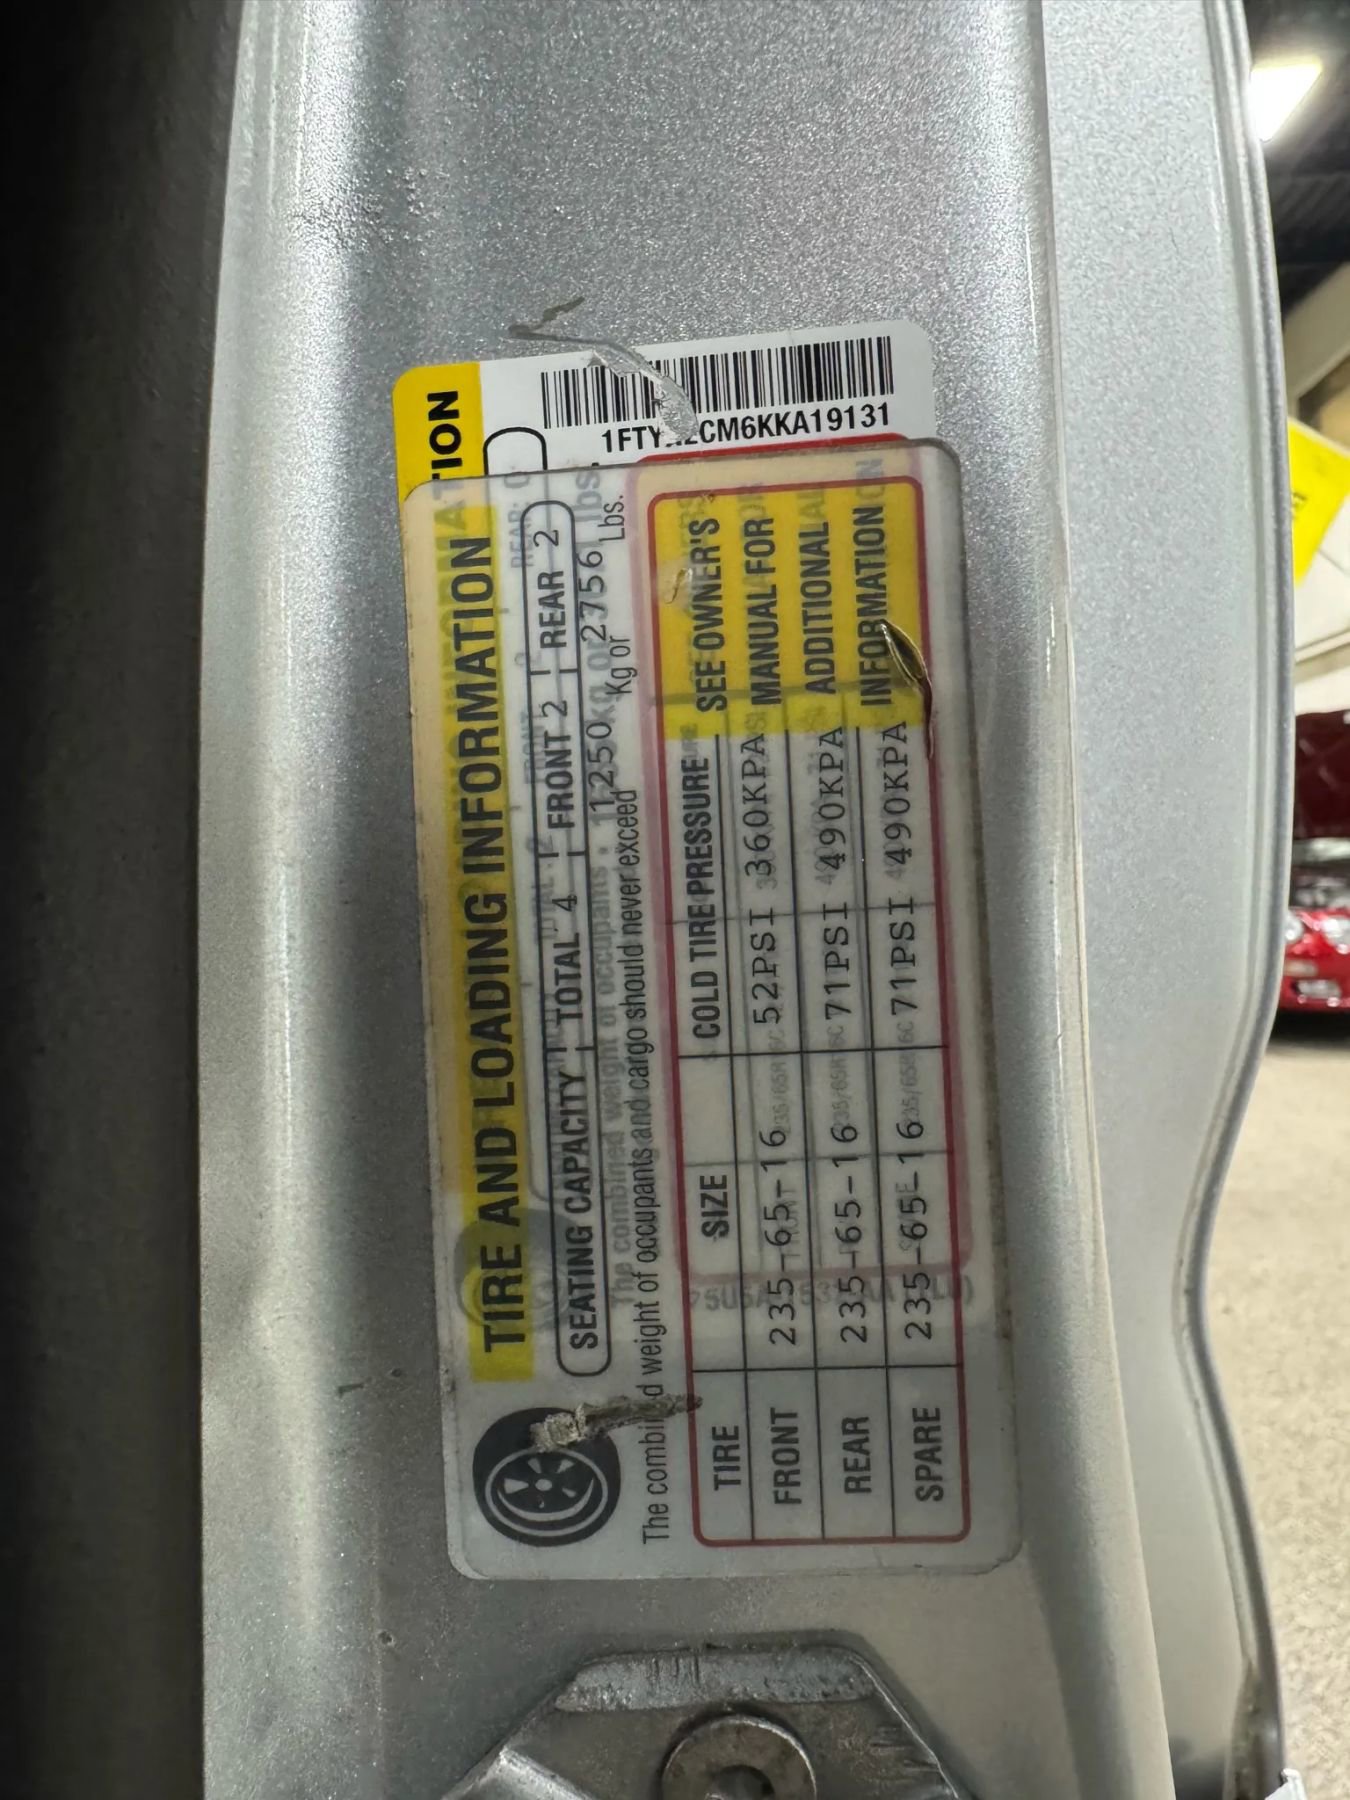 1FTY CM6KKA19131
TION
TIRE AND LOADING INFORMATION
SEATING CAPACITY TOTAL 4 FRONT 2 REAR 2
The combined weight of occupants and cargo should never exceed 1250 Kg or 2756 Lbs.
TIRE SIZE COLD TIRE PRESSURE
FRONT 235-65-16 52PSI 360KPA
REAR 235-65-16 71PSI 490KPA
SPARE 235-65-16 71PSI 490KPA
SEE OWNER'S
MANUAL FOR
ADDITIONAL
INFORMATION